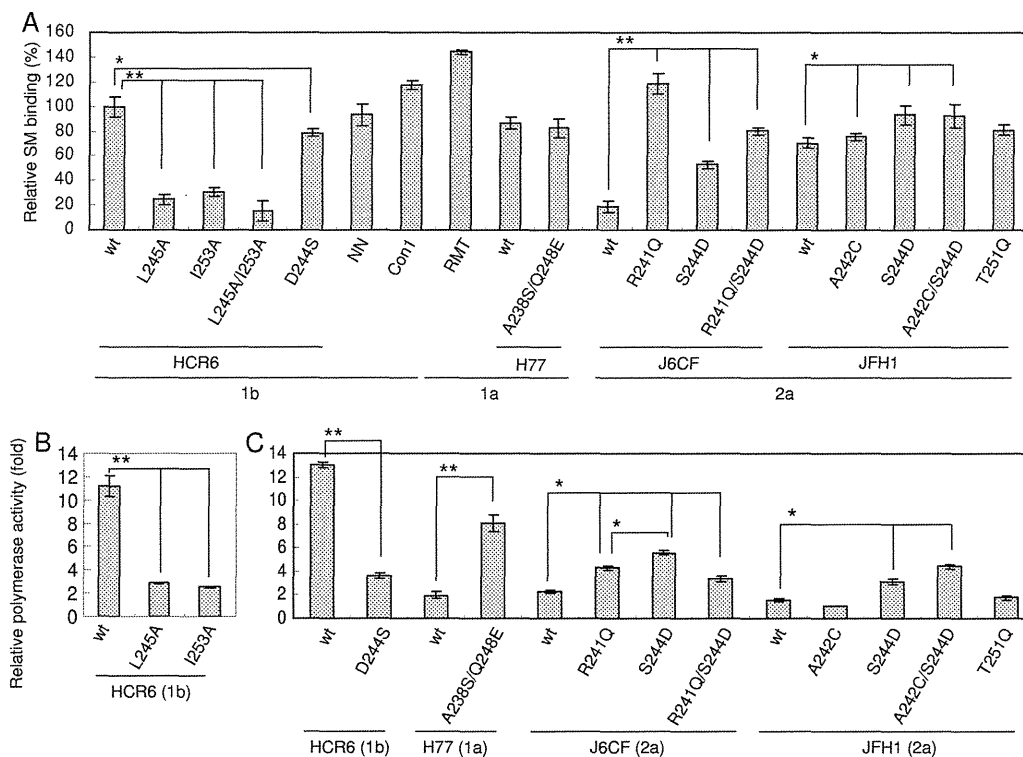 A
Relative SM binding (%)
160
140
120
100
80
60
40
20
0
* ** ** *
wt L245A I253A L245A/I253A D244S NN Con1 RMT wt A238S/Q248E wt R241Q S244D R241Q/S244D wt A242C S244D A242C/S244D T251Q
HCR6 H77 J6CF JFH1
1b 1a 2a
B
Relative polymerase activity (fold)
14
12
10
8
6
4
2
0
**
wt L245A I253A
HCR6 (1b)
C
14
12
10
8
6
4
2
0
** ** * * *
wt D244S wt A238S/Q248E wt R241Q S244D R241Q/S244D wt A242C S244D A242C/S244D T251Q
HCR6 (1b) H77 (1a) J6CF (2a) JFH1 (2a)